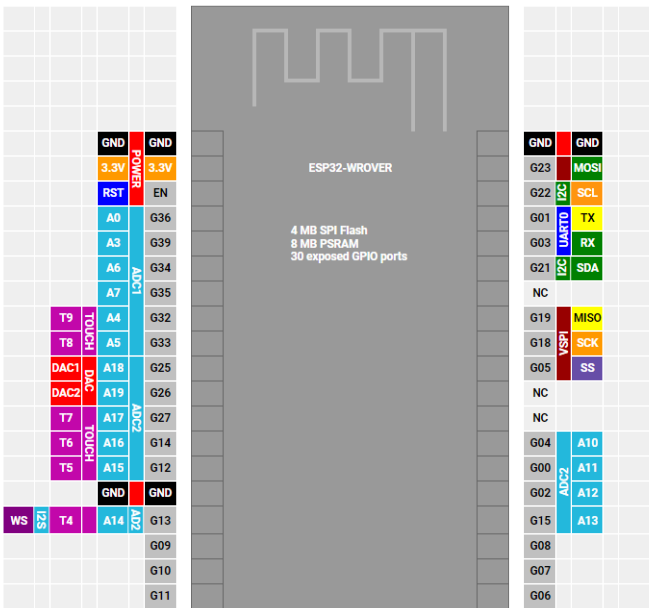 GND POWER GND
3.3V 3.3V
RST EN
A0 ADC1 G36
A3 G39
A6 G34
A7 G35
T9 TOUCH A4 G32
T8 A5 G33
DAC1 DAC A18 ADC2 G25
DAC2 A19 G26
T7 TOUCH A17 G27
T6 A16 G14
T5 A15 G12
GND GND
WS I2S T4 A14 AD2 G13
G09
G10
G11
ESP32-WROVER
4 MB SPI Flash
8 MB PSRAM
30 exposed GPIO ports
GND GND
G23 MOSI
G22 I2C SCL
G01 UART0 TX
G03 RX
G21 I2C SDA
NC
G19 VSPI MISO
G18 SCK
G05 SS
NC
NC
G04 ADC2 A10
G00 A11
G02 A12
G15 A13
G08
G07
G06